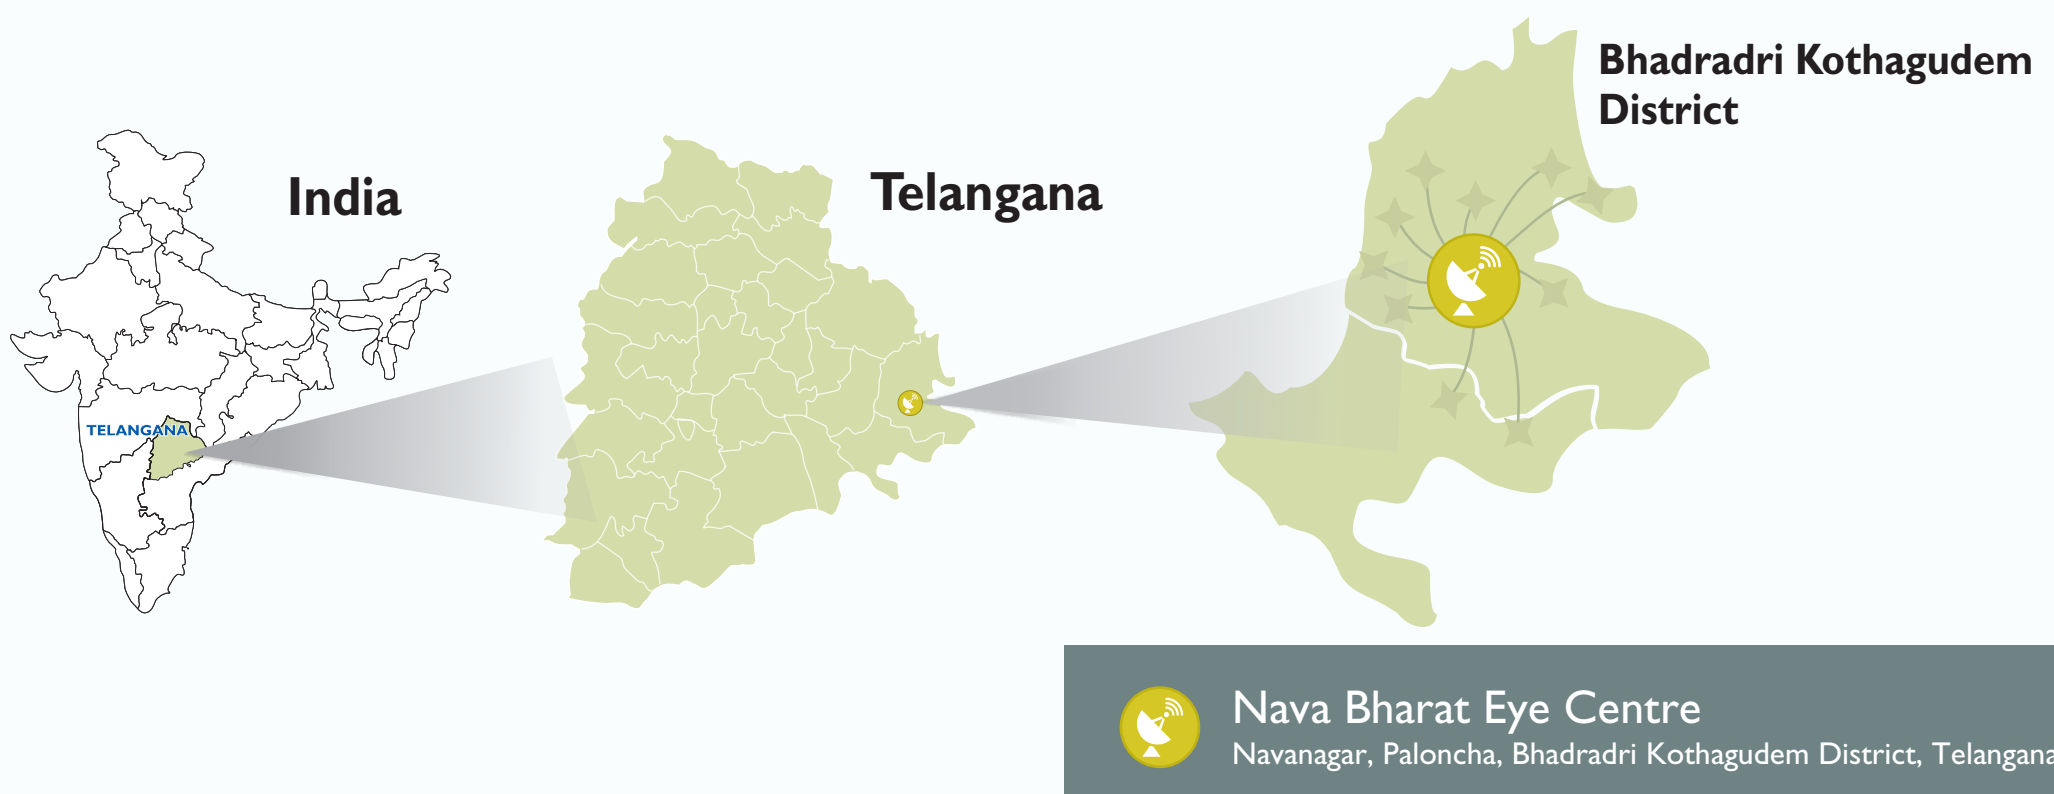 India
TELANGANA
Telangana
Bhadradri Kothagudem
District
Nava Bharat Eye Centre
Navanagar, Paloncha, Bhadradri Kothagudem District, Telangana